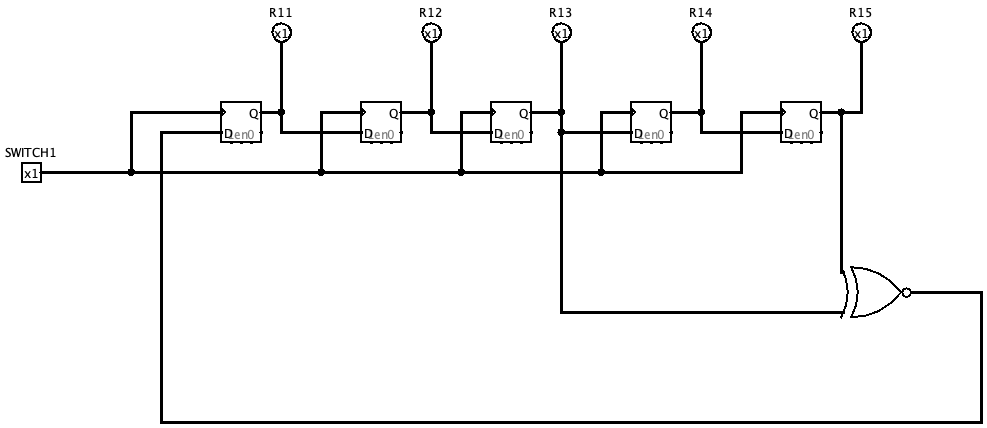 R11 R12 R13 R14 R15
x1 x1 x1 x1 x1
Q Q Q Q Q
D en0 D en0 D en0 D en0 D en0
SWITCH1
x1